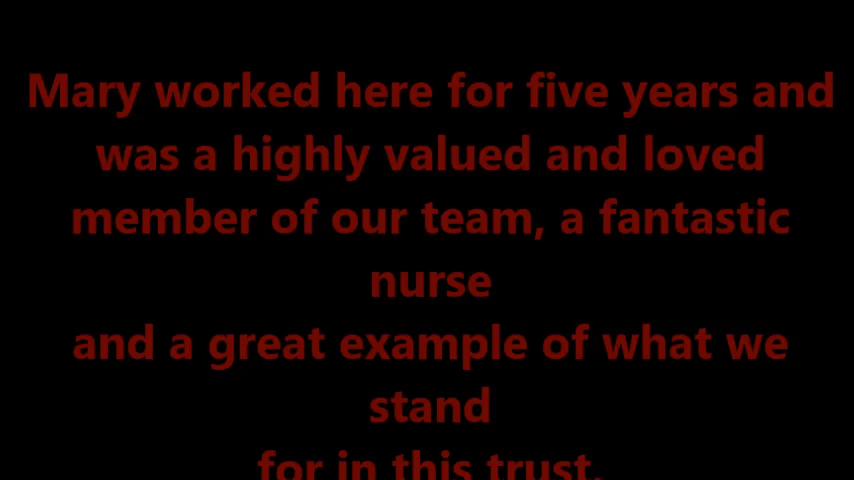 Mary worked here for five years and
was a highly valued and loved
member of our team, a fantastic
nurse
and a great example of what we
stand
for in this trust.